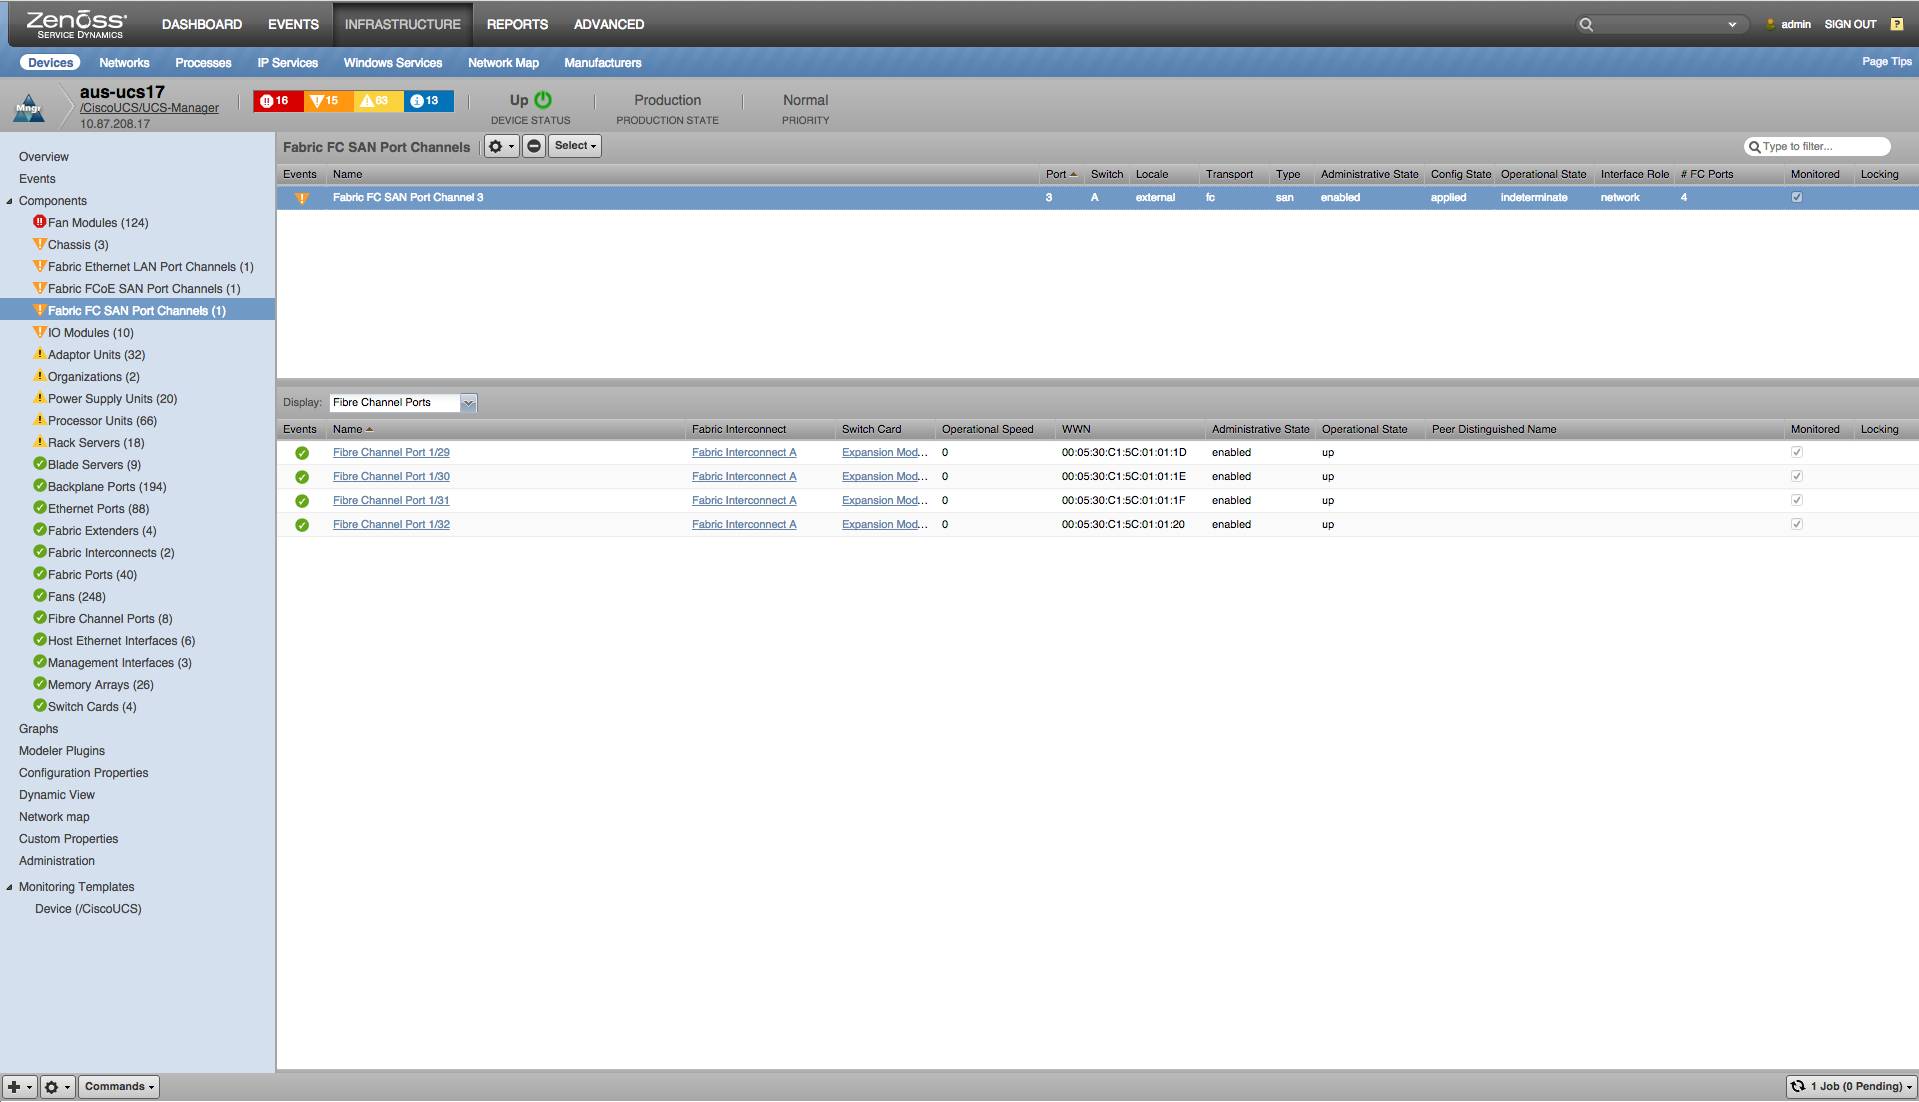 Zenoss
SERVICE DYNAMICS
DASHBOARD EVENTS INFRASTRUCTURE REPORTS ADVANCED
admin SIGN OUT ?
Devices Networks Processes IP Services Windows Services Network Map Manufacturers
Page Tips
Mngr
aus-ucs17
/CiscoUCS/UCS-Manager
10.87.208.17
16 15 63 13
Up
DEVICE STATUS
Production
PRODUCTION STATE
Normal
PRIORITY
Overview
Events
Components
Fan Modules (124)
Chassis (3)
Fabric Ethernet LAN Port Channels (1)
Fabric FCoE SAN Port Channels (1)
Fabric FC SAN Port Channels (1)
IO Modules (10)
Adaptor Units (32)
Organizations (2)
Power Supply Units (20)
Processor Units (66)
Rack Servers (18)
Blade Servers (9)
Backplane Ports (194)
Ethernet Ports (88)
Fabric Extenders (4)
Fabric Interconnects (2)
Fabric Ports (40)
Fans (248)
Fibre Channel Ports (8)
Host Ethernet Interfaces (6)
Management Interfaces (3)
Memory Arrays (26)
Switch Cards (4)
Graphs
Modeler Plugins
Configuration Properties
Dynamic View
Network map
Custom Properties
Administration
Monitoring Templates
Device (/CiscoUCS)
Fabric FC SAN Port Channels Select
Type to filter...
Events Name Port Switch Locale Transport Type Administrative State Config State Operational State Interface Role # FC Ports Monitored Locking
Fabric FC SAN Port Channel 3 3 A external fc san enabled applied indeterminate network 4
Display: Fibre Channel Ports
Events Name Fabric Interconnect Switch Card Operational Speed WWN Administrative State Operational State Peer Distinguished Name Monitored Locking
Fibre Channel Port 1/29 Fabric Interconnect A Expansion Mod... 0 00:05:30:C1:5C:01:01:1D enabled up
Fibre Channel Port 1/30 Fabric Interconnect A Expansion Mod... 0 00:05:30:C1:5C:01:01:1E enabled up
Fibre Channel Port 1/31 Fabric Interconnect A Expansion Mod... 0 00:05:30:C1:5C:01:01:1F enabled up
Fibre Channel Port 1/32 Fabric Interconnect A Expansion Mod... 0 00:05:30:C1:5C:01:01:20 enabled up
Commands
1 Job (0 Pending)